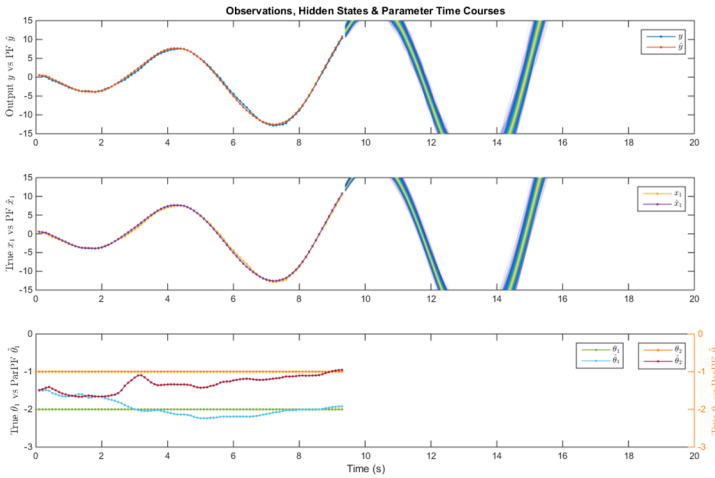 Observations, Hidden States & Parameter Time Courses
Output y vs PF ŷ
15
10
5
0
-5
-10
-15
0 2 4 6 8 10 12 14 16 18 20
y
ŷ
True x₁ vs PF x̂₁
15
10
5
0
-5
-10
-15
0 2 4 6 8 10 12 14 16 18 20
x₁
x̂₁
True θ₁ vs ParPF θ̂₁
0
-1
-2
-3
0 2 4 6 8 10 12 14 16 18 20
θ₁
θ̂₁
θ₂
θ̂₂
0
-1
-2
-3
Time (s)